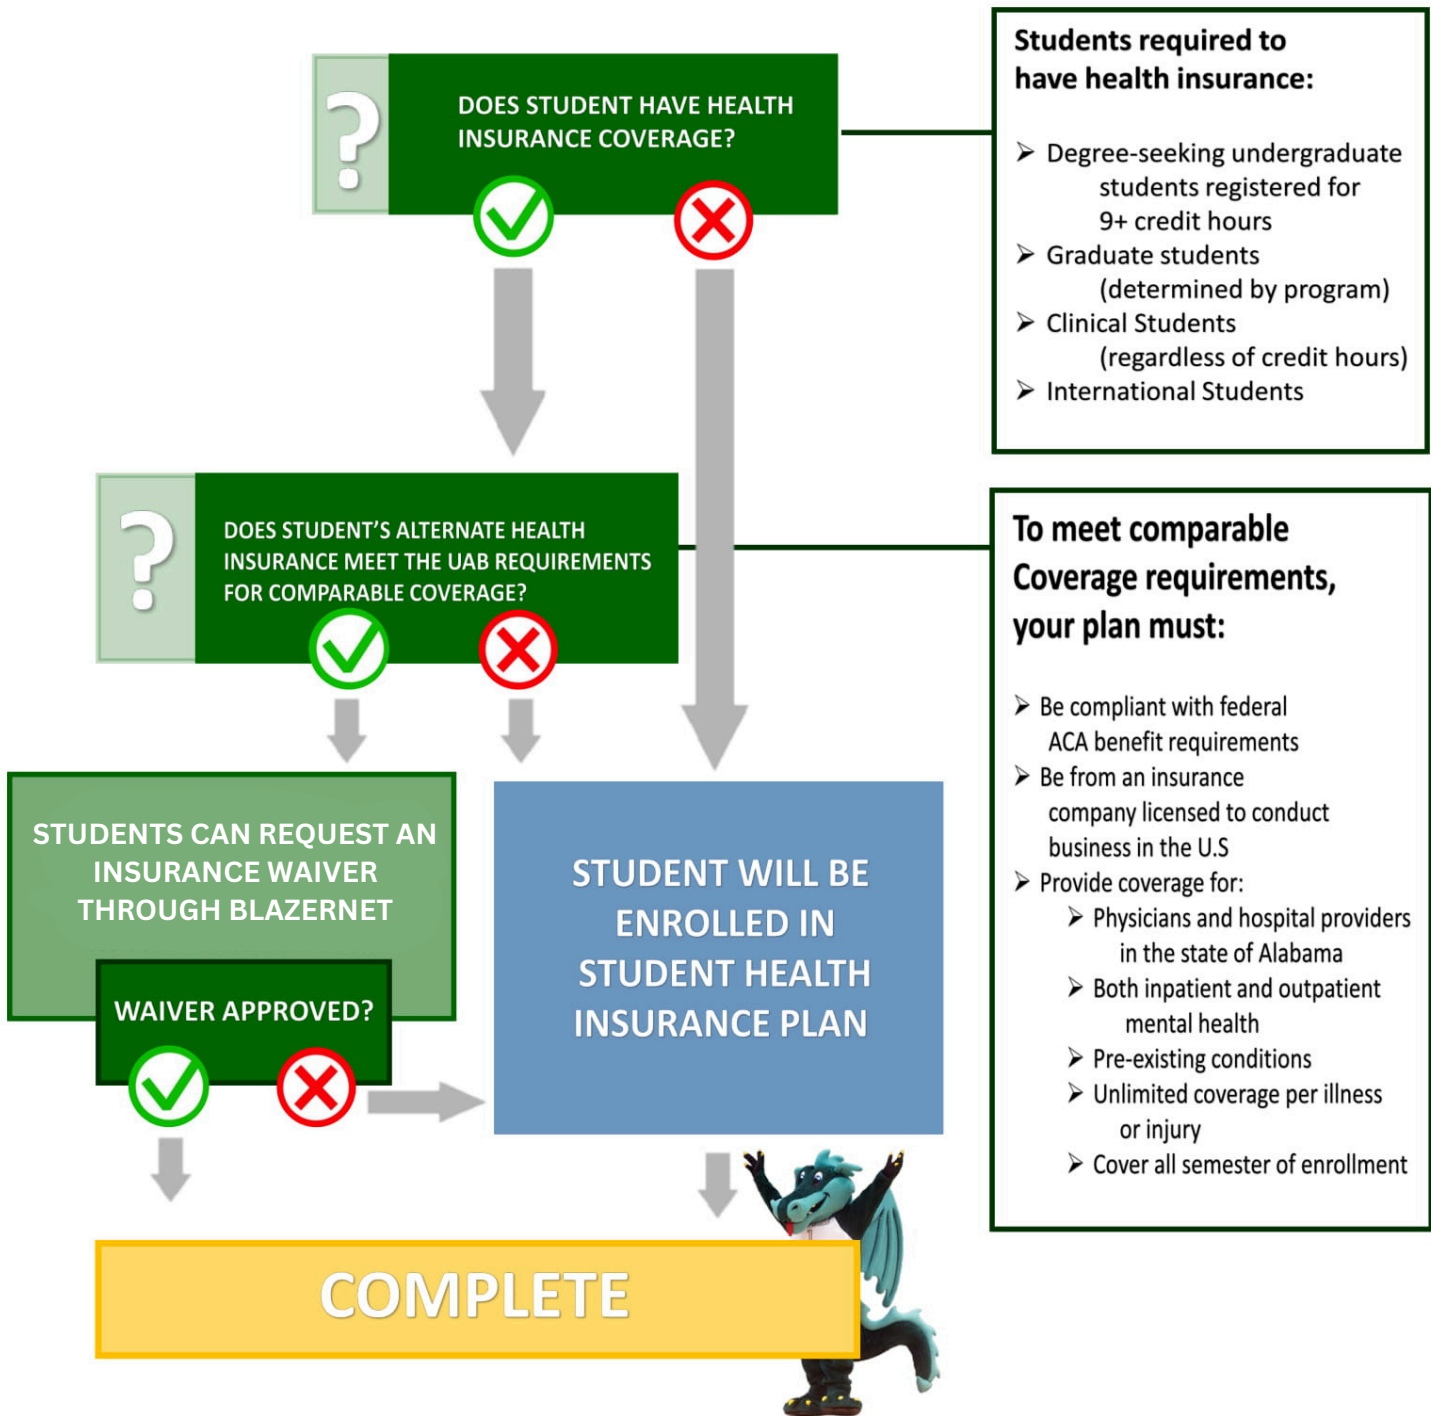 ?
DOES STUDENT HAVE HEALTH
INSURANCE COVERAGE?
Students required to
have health insurance:
➢ Degree-seeking undergraduate
students registered for
9+ credit hours
➢ Graduate students
(determined by program)
➢ Clinical Students
(regardless of credit hours)
➢ International Students
?
DOES STUDENT’S ALTERNATE HEALTH
INSURANCE MEET THE UAB REQUIREMENTS
FOR COMPARABLE COVERAGE?
To meet comparable
Coverage requirements,
your plan must:
➢ Be compliant with federal
ACA benefit requirements
➢ Be from an insurance
company licensed to conduct
business in the U.S
➢ Provide coverage for:
➢ Physicians and hospital providers
in the state of Alabama
➢ Both inpatient and outpatient
mental health
➢ Pre-existing conditions
➢ Unlimited coverage per illness
or injury
➢ Cover all semester of enrollment
STUDENTS CAN REQUEST AN
INSURANCE WAIVER
THROUGH BLAZERNET
WAIVER APPROVED?
STUDENT WILL BE
ENROLLED IN
STUDENT HEALTH
INSURANCE PLAN
COMPLETE